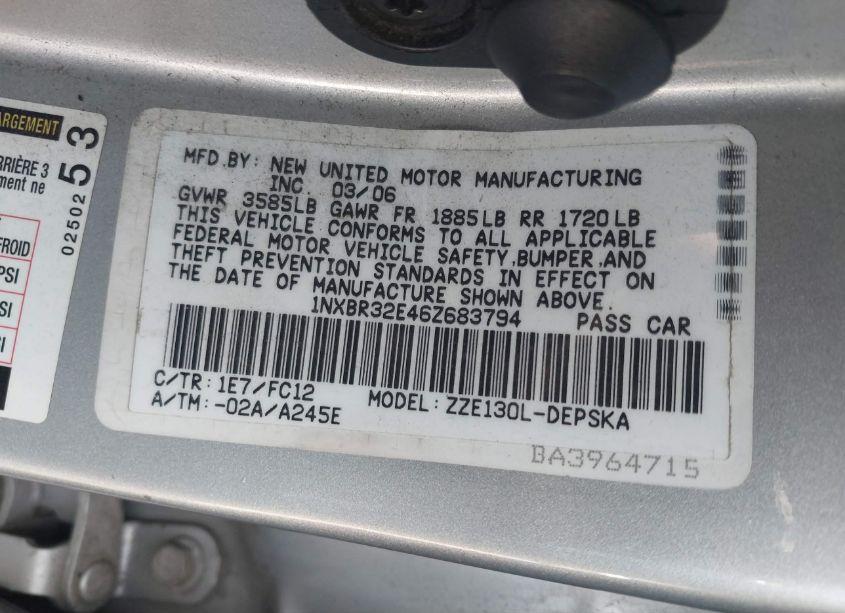 ARGEMENT
RRIÈRE 3
ment ne
FROID
PSI
SI
SI
02502 53
MFD.BY: NEW UNITED MOTOR MANUFACTURING
INC. 03/06
GVWR 3585LB GAWR FR 1885LB RR 1720LB
THIS VEHICLE CONFORMS TO ALL APPLICABLE
FEDERAL MOTOR VEHICLE SAFETY,BUMPER,AND
THEFT PREVENTION STANDARDS IN EFFECT ON
THE DATE OF MANUFACTURE SHOWN ABOVE.
1NXBR32E46Z683794 PASS CAR
C/TR: 1E7/FC12
A/TM: -02A/A245E MODEL: ZZE130L-DEPSKA
BA3964715